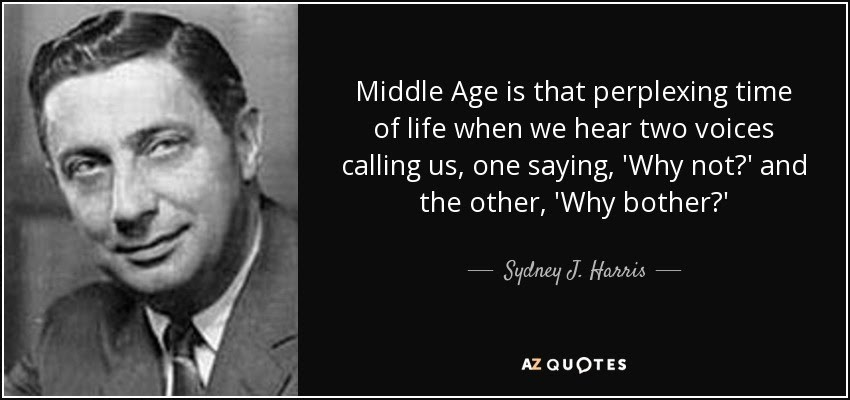 Middle Age is that perplexing time
of life when we hear two voices
calling us, one saying, 'Why not?' and
the other, 'Why bother?'
— Sydney J. Harris —
AZ QUOTES